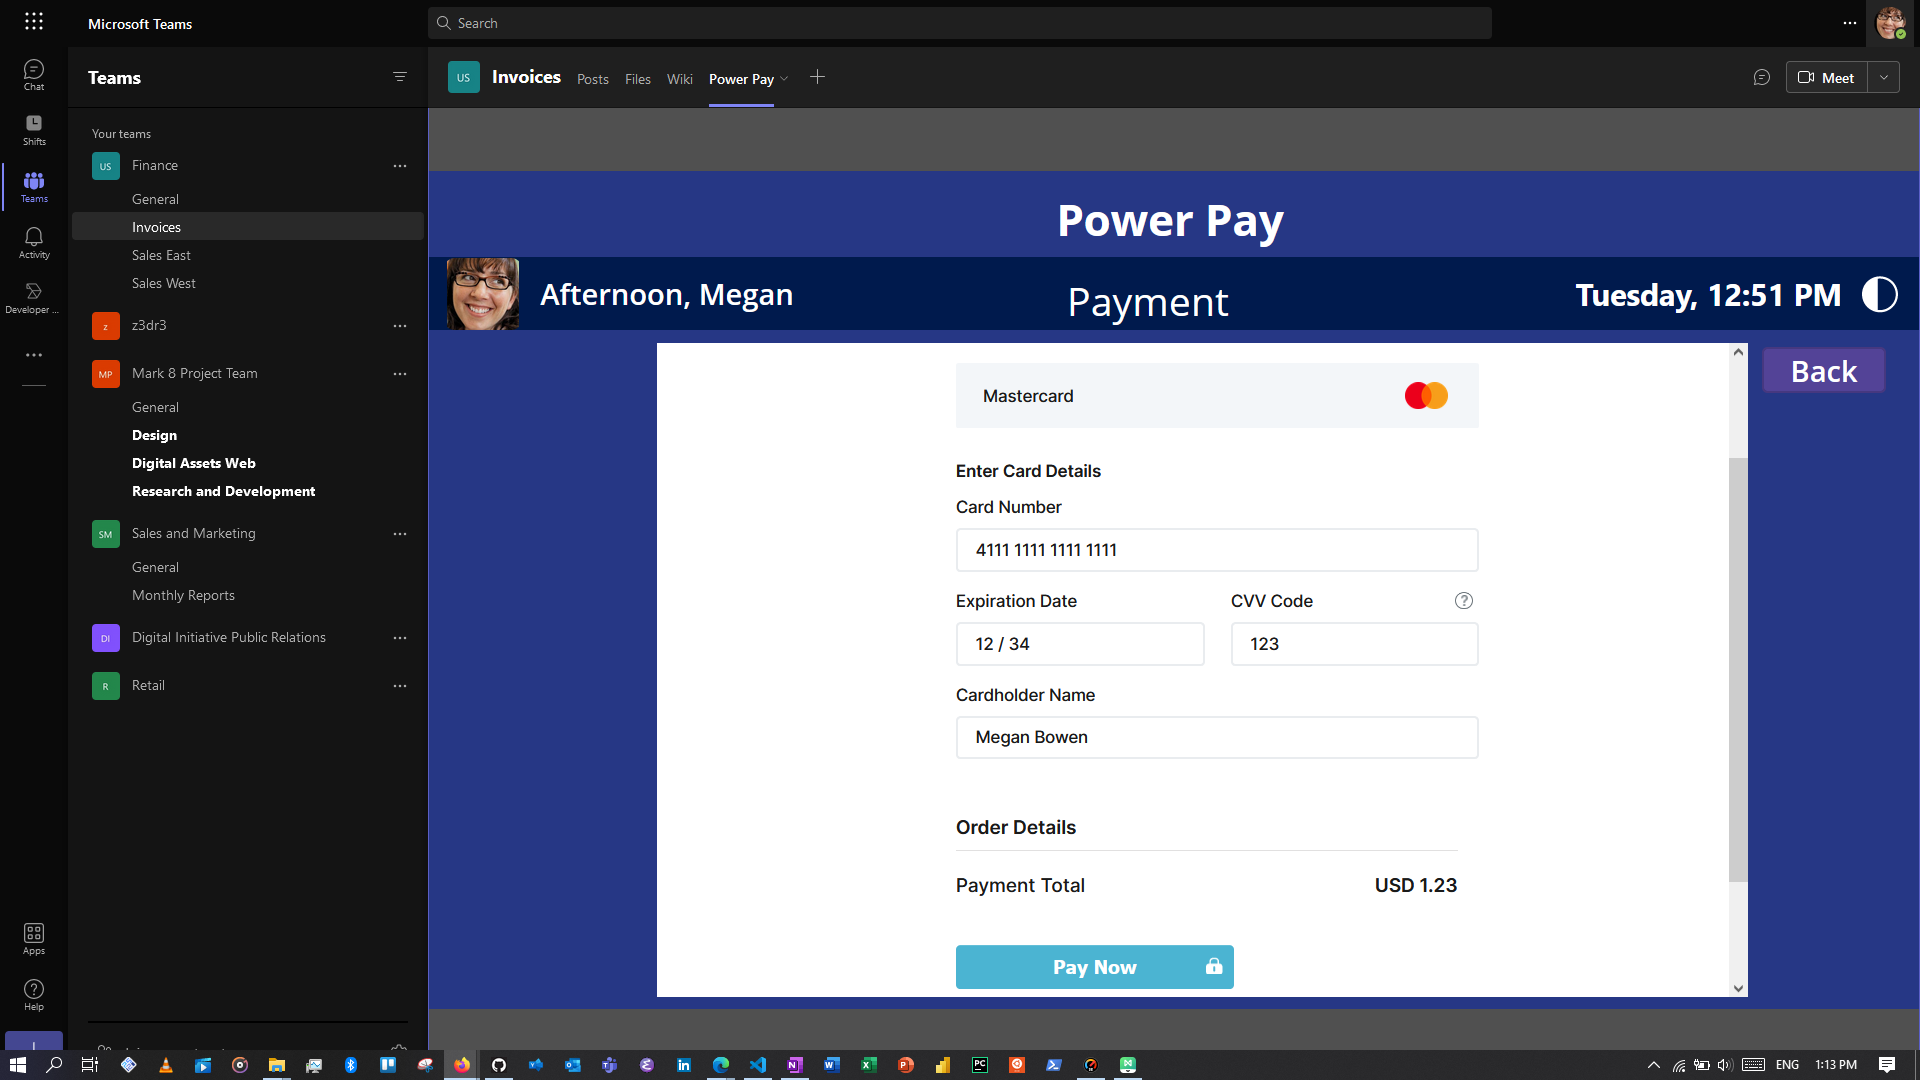 Microsoft Teams
Search
Chat
Shifts
Teams
Activity
Developer ...
Apps
Help
Teams
Your teams
US Finance
General
Invoices
Sales East
Sales West
z z3dr3
MP Mark 8 Project Team
General
Design
Digital Assets Web
Research and Development
SM Sales and Marketing
General
Monthly Reports
DI Digital Initiative Public Relations
R Retail
US Invoices Posts Files Wiki Power Pay
Meet
Power Pay
Afternoon, Megan
Payment
Tuesday, 12:51 PM
Back
Mastercard
Enter Card Details
Card Number
4111 1111 1111 1111
Expiration Date CVV Code
12 / 34 123
Cardholder Name
Megan Bowen
Order Details
Payment Total USD 1.23
Pay Now
ENG 1:13 PM